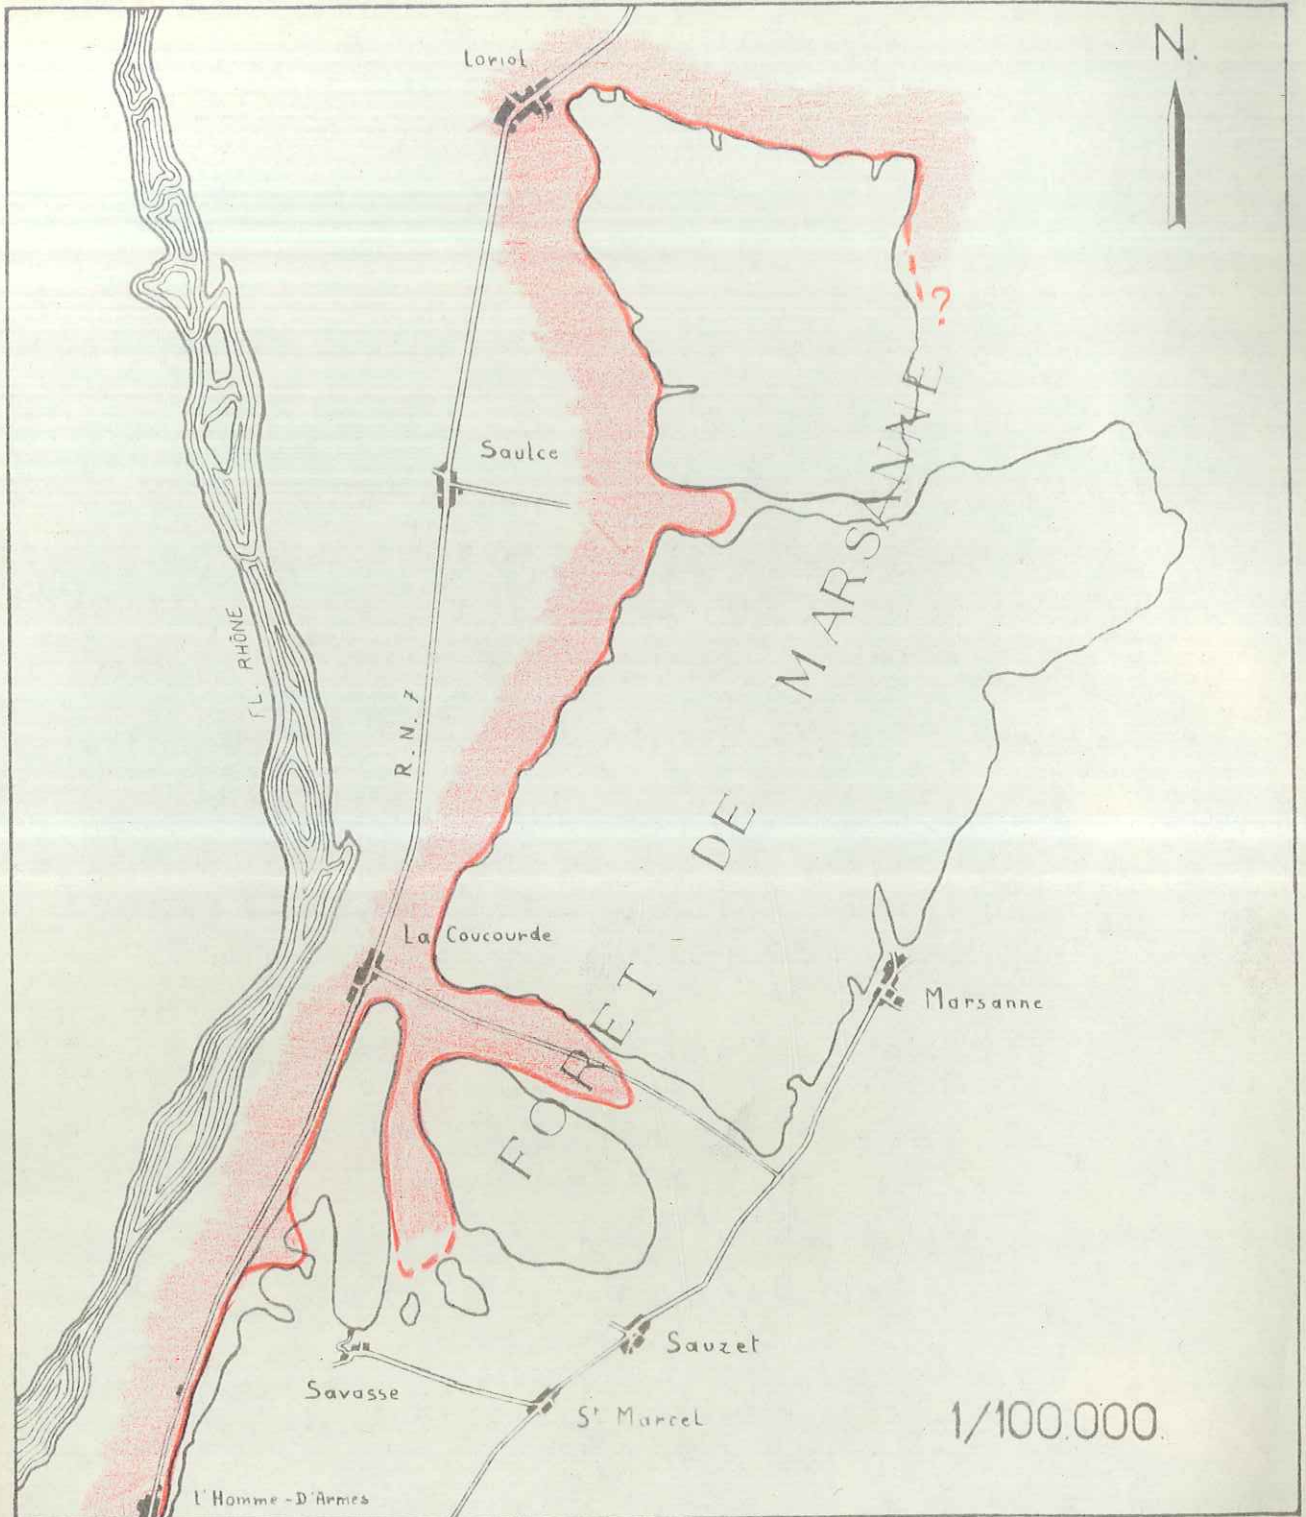 N.
Loriol
?
Saulce
FL. RHÔNE
R. N. 7
FORET DE MARSANNE
La Coucourde
Marsanne
Sauzet
Savasse
St Marcel
1/100.000.
l'Homme-D'Armes